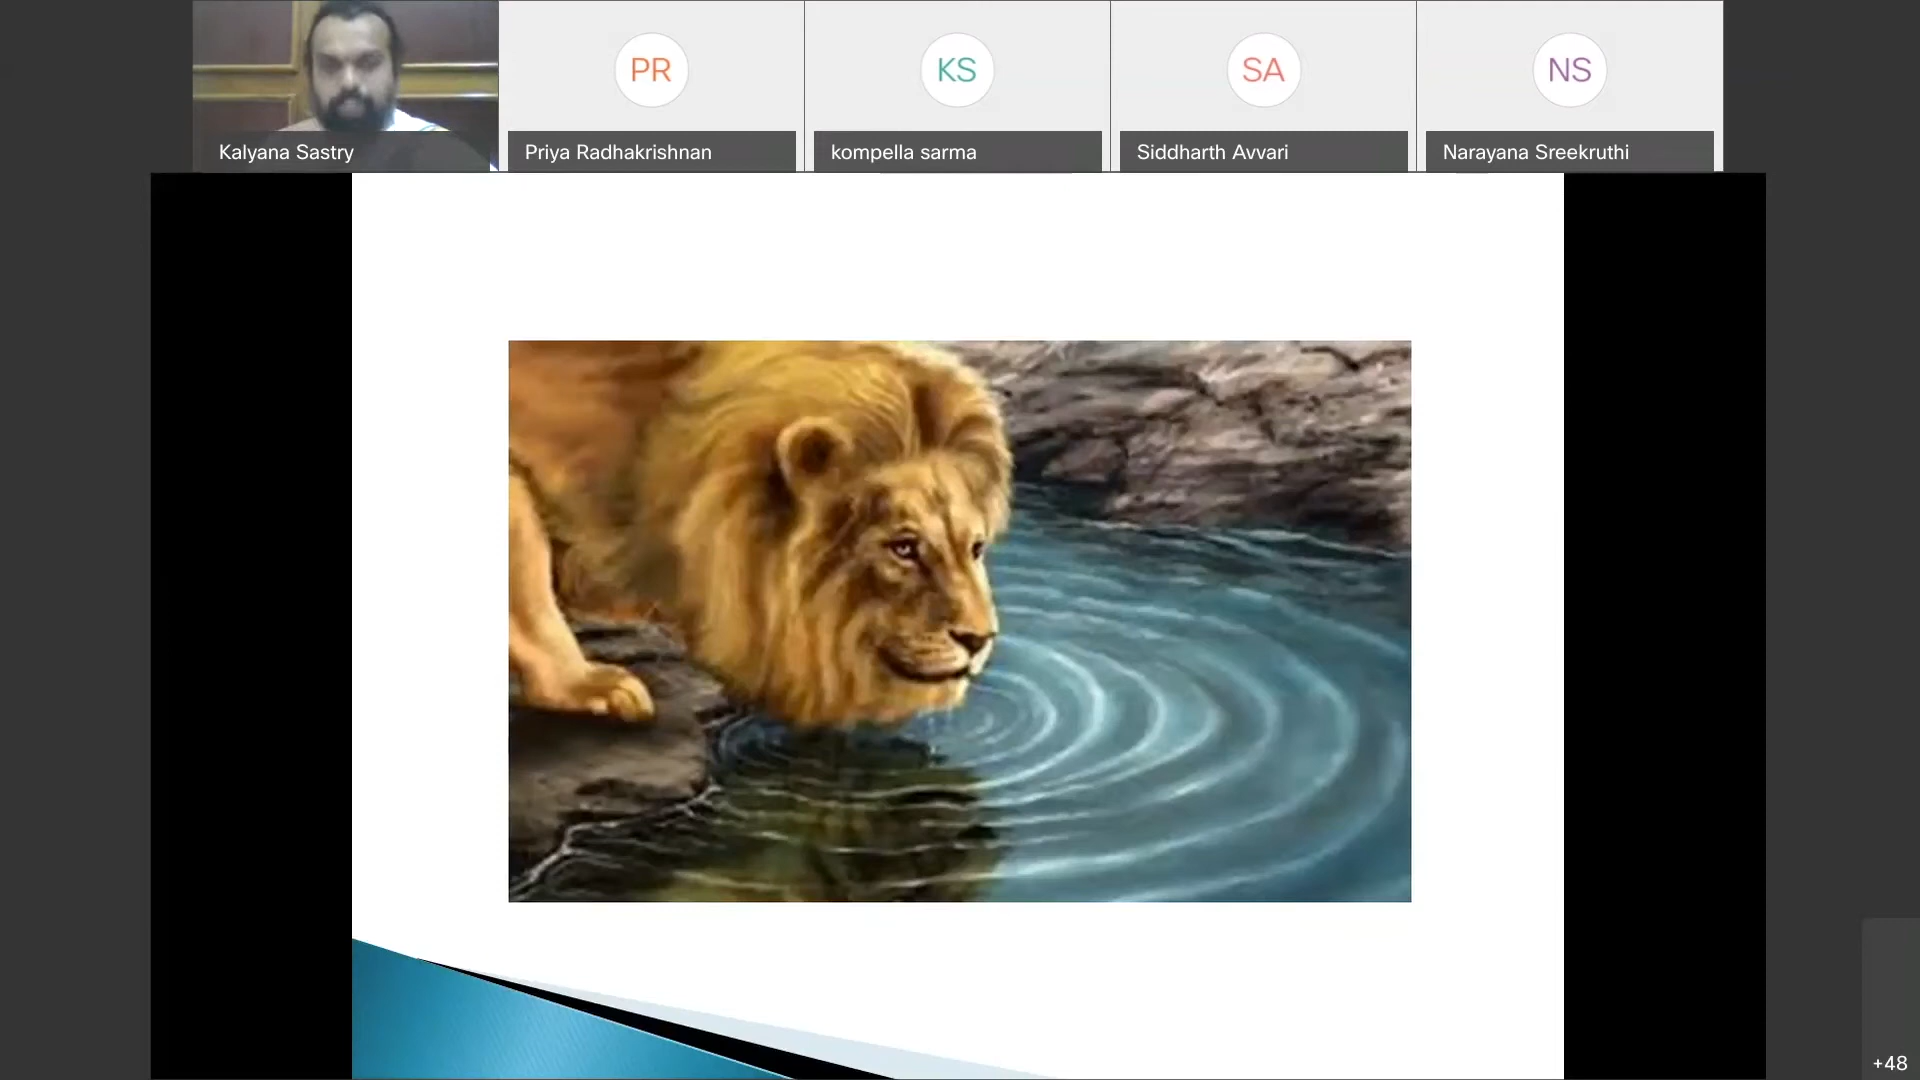 PR
KS
SA
NS
Kalyana Sastry
Priya Radhakrishnan
kompella sarma
Siddharth Avvari
Narayana Sreekruthi
+48